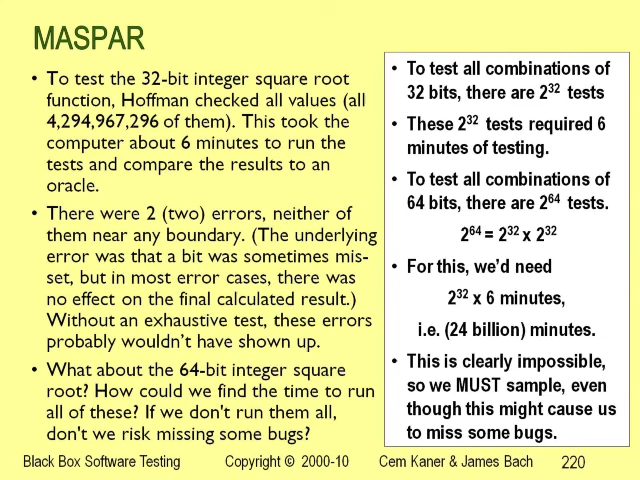 MASPAR
• To test the 32-bit integer square root
function, Hoffman checked all values (all
4,294,967,296 of them). This took the
computer about 6 minutes to run the
tests and compare the results to an
oracle.
• There were 2 (two) errors, neither of
them near any boundary. (The underlying
error was that a bit was sometimes mis-
set, but in most error cases, there was
no effect on the final calculated result.)
Without an exhaustive test, these errors
probably wouldn't have shown up.
• What about the 64-bit integer square
root? How could we find the time to run
all of these? If we don't run them all,
don't we risk missing some bugs?
• To test all combinations of
32 bits, there are 2³² tests
• These 2³² tests required 6
minutes of testing.
• To test all combinations of
64 bits, there are 2⁶⁴ tests.
2⁶⁴ = 2³² x 2³²
• For this, we'd need
2³² x 6 minutes,
i.e. (24 billion) minutes.
• This is clearly impossible,
so we MUST sample, even
though this might cause us
to miss some bugs.
Black Box Software Testing Copyright © 2000-10 Cem Kaner & James Bach 220